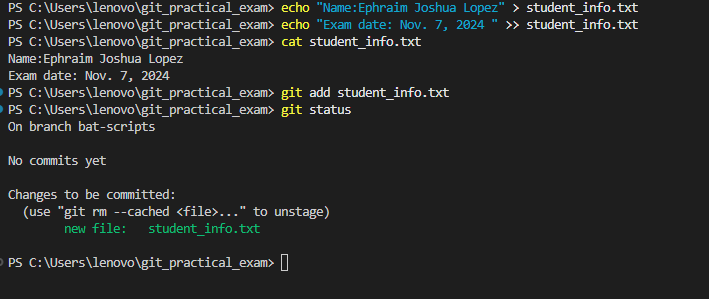 PS C:\Users\lenovo\git_practical_exam> echo "Name:Ephraim Joshua Lopez" > student_info.txt
PS C:\Users\lenovo\git_practical_exam> echo "Exam date: Nov. 7, 2024 " >> student_info.txt
PS C:\Users\lenovo\git_practical_exam> cat student_info.txt
Name:Ephraim Joshua Lopez
Exam date: Nov. 7, 2024
PS C:\Users\lenovo\git_practical_exam> git add student_info.txt
PS C:\Users\lenovo\git_practical_exam> git status
On branch bat-scripts
No commits yet
Changes to be committed:
  (use "git rm --cached <file>..." to unstage)
        new file:   student_info.txt
PS C:\Users\lenovo\git_practical_exam>